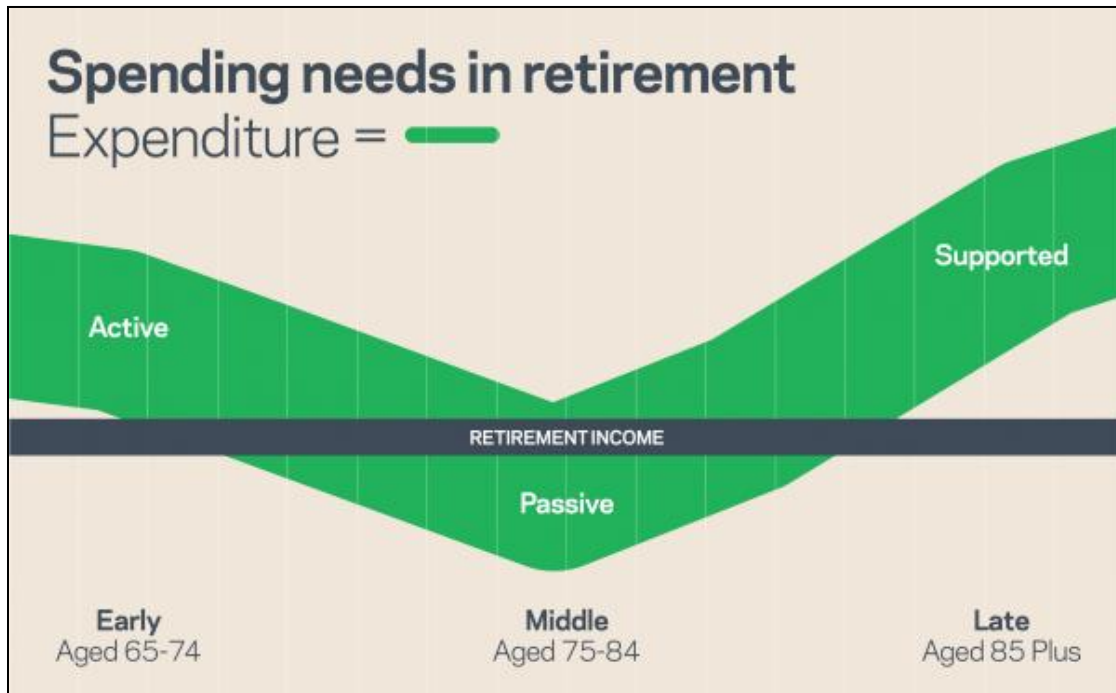 Spending needs in retirement
Expenditure =
Active
Supported
RETIREMENT INCOME
Passive
Early
Aged 65-74
Middle
Aged 75-84
Late
Aged 85 Plus